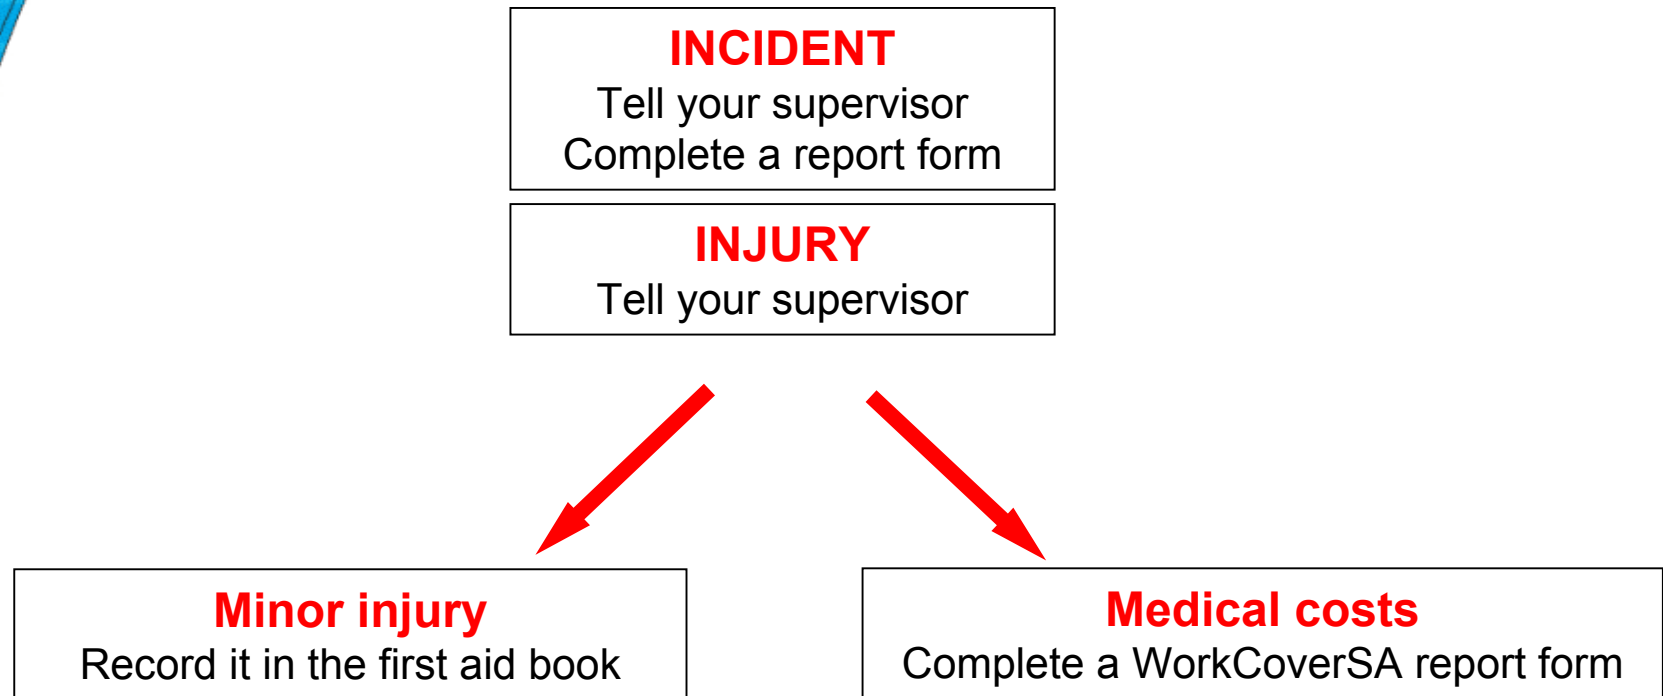 INCIDENT
Tell your supervisor
Complete a report form
INJURY
Tell your supervisor
Minor injury
Record it in the first aid book
Medical costs
Complete a WorkCoverSA report form